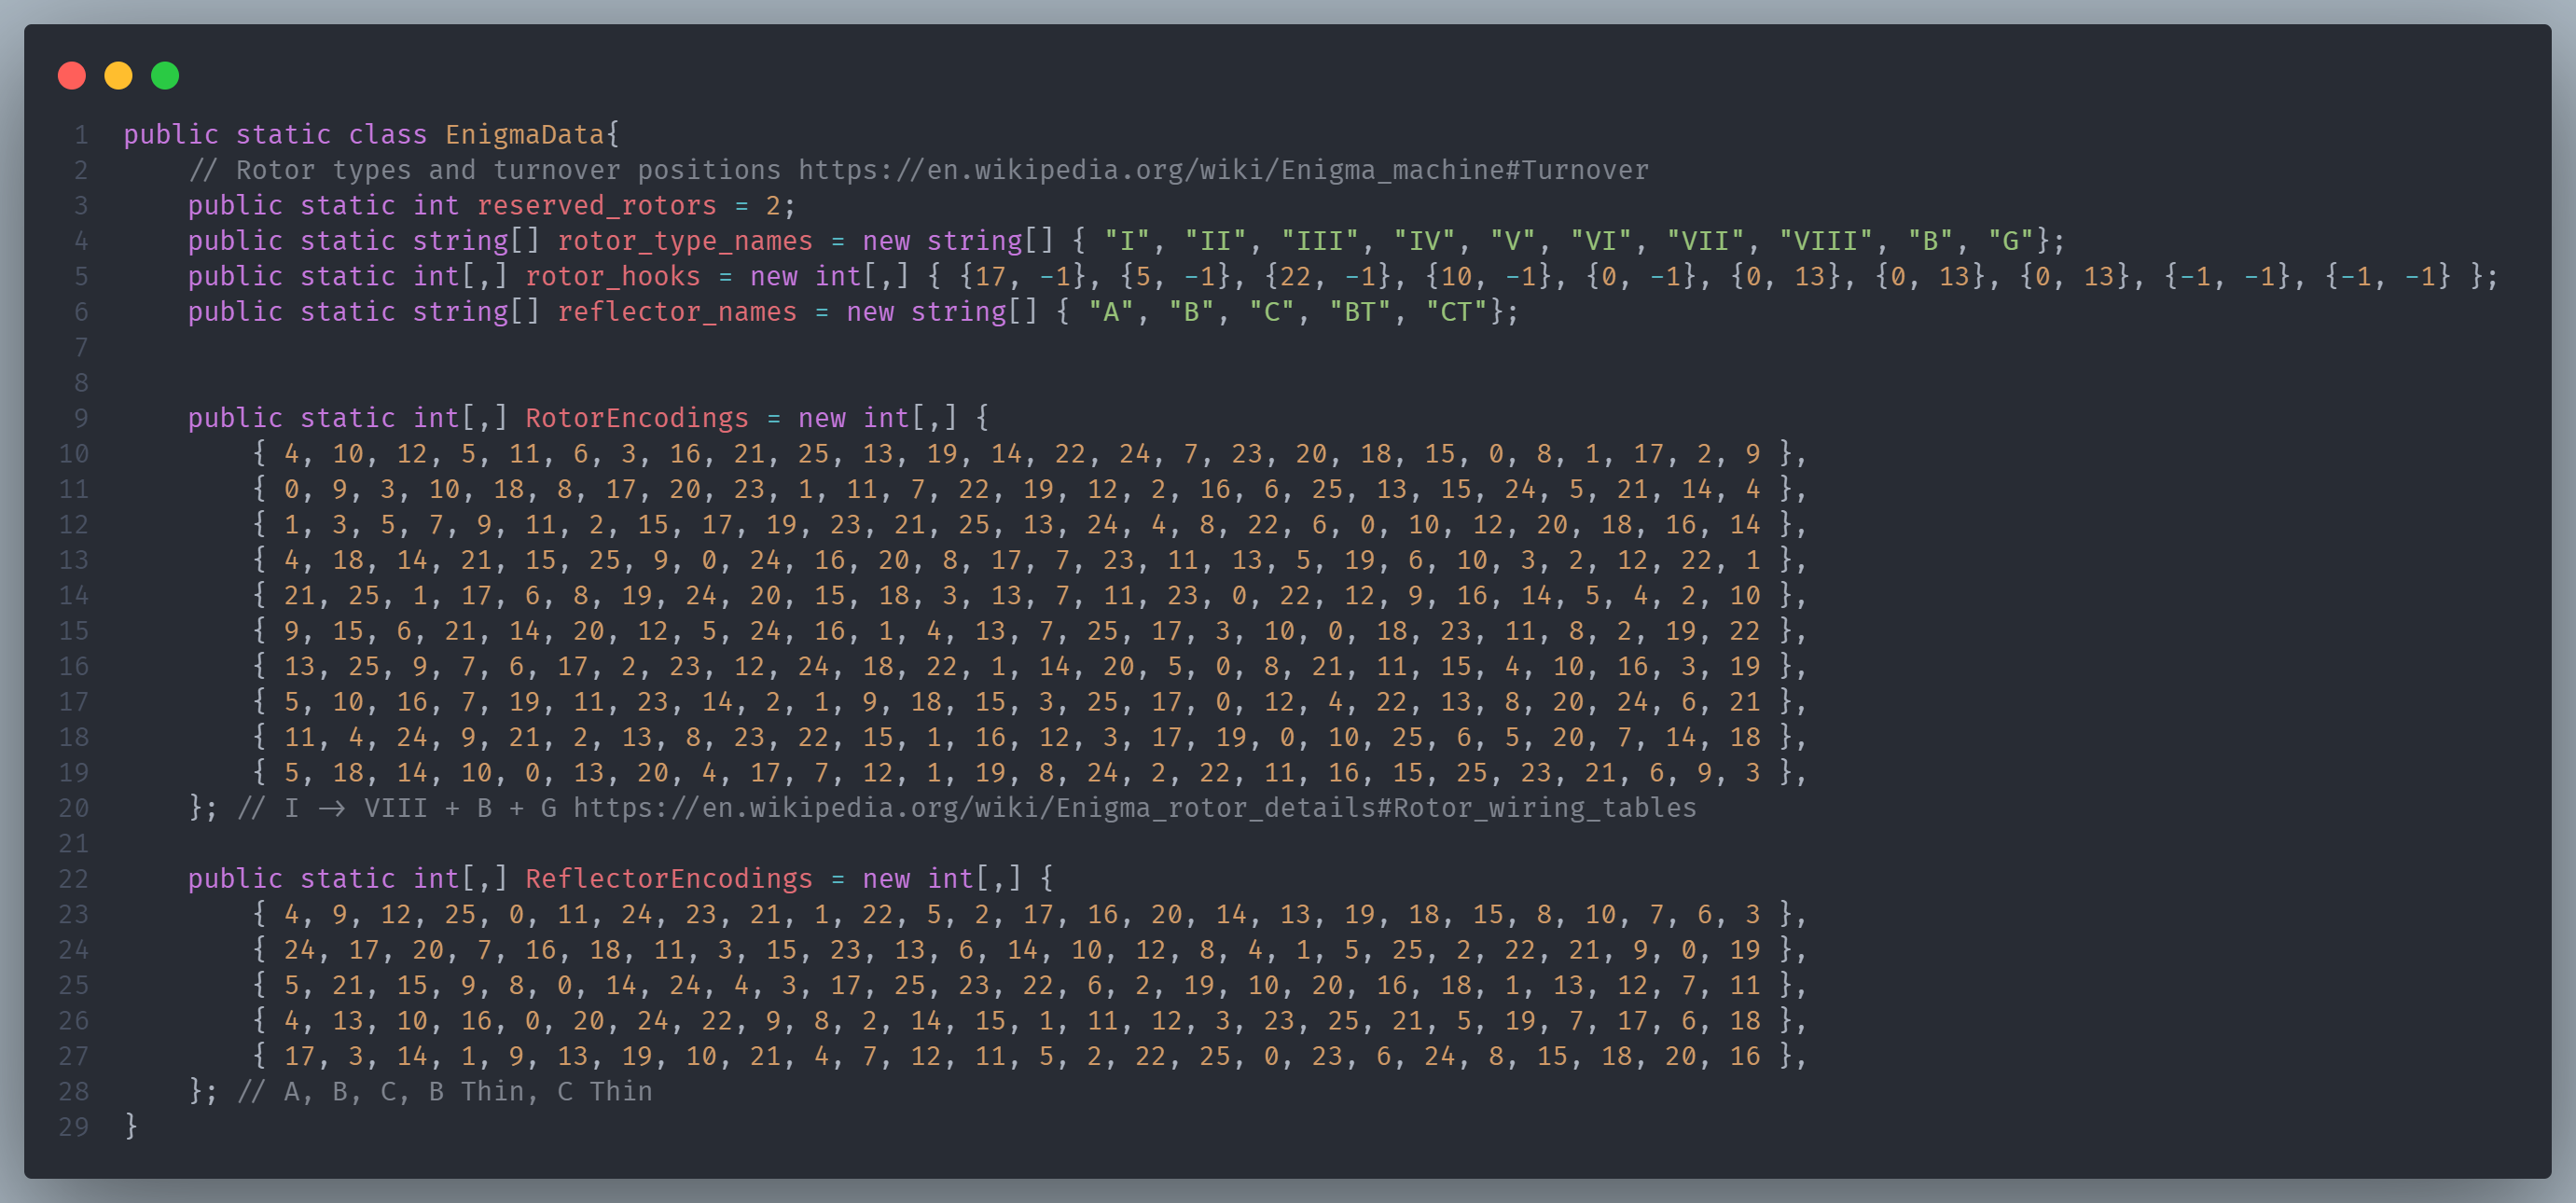 1 public static class EnigmaData{
2 // Rotor types and turnover positions https://en.wikipedia.org/wiki/Enigma_machine#Turnover
3 public static int reserved_rotors = 2;
4 public static string[] rotor_type_names = new string[] { "I", "II", "III", "IV", "V", "VI", "VII", "VIII", "B", "G"};
5 public static int[,] rotor_hooks = new int[,] { {17, -1}, {5, -1}, {22, -1}, {10, -1}, {0, -1}, {0, 13}, {0, 13}, {0, 13}, {-1, -1}, {-1, -1} };
6 public static string[] reflector_names = new string[] { "A", "B", "C", "BT", "CT"};
7
8
9 public static int[,] RotorEncodings = new int[,] {
10 { 4, 10, 12, 5, 11, 6, 3, 16, 21, 25, 13, 19, 14, 22, 24, 7, 23, 20, 18, 15, 0, 8, 1, 17, 2, 9 },
11 { 0, 9, 3, 10, 18, 8, 17, 20, 23, 1, 11, 7, 22, 19, 12, 2, 16, 6, 25, 13, 15, 24, 5, 21, 14, 4 },
12 { 1, 3, 5, 7, 9, 11, 2, 15, 17, 19, 23, 21, 25, 13, 24, 4, 8, 22, 6, 0, 10, 12, 20, 18, 16, 14 },
13 { 4, 18, 14, 21, 15, 25, 9, 0, 24, 16, 20, 8, 17, 7, 23, 11, 13, 5, 19, 6, 10, 3, 2, 12, 22, 1 },
14 { 21, 25, 1, 17, 6, 8, 19, 24, 20, 15, 18, 3, 13, 7, 11, 23, 0, 22, 12, 9, 16, 14, 5, 4, 2, 10 },
15 { 9, 15, 6, 21, 14, 20, 12, 5, 24, 16, 1, 4, 13, 7, 25, 17, 3, 10, 0, 18, 23, 11, 8, 2, 19, 22 },
16 { 13, 25, 9, 7, 6, 17, 2, 23, 12, 24, 18, 22, 1, 14, 20, 5, 0, 8, 21, 11, 15, 4, 10, 16, 3, 19 },
17 { 5, 10, 16, 7, 19, 11, 23, 14, 2, 1, 9, 18, 15, 3, 25, 17, 0, 12, 4, 22, 13, 8, 20, 24, 6, 21 },
18 { 11, 4, 24, 9, 21, 2, 13, 8, 23, 22, 15, 1, 16, 12, 3, 17, 19, 0, 10, 25, 6, 5, 20, 7, 14, 18 },
19 { 5, 18, 14, 10, 0, 13, 20, 4, 17, 7, 12, 1, 19, 8, 24, 2, 22, 11, 16, 15, 25, 23, 21, 6, 9, 3 },
20 }; // I -> VIII + B + G https://en.wikipedia.org/wiki/Enigma_rotor_details#Rotor_wiring_tables
21
22 public static int[,] ReflectorEncodings = new int[,] {
23 { 4, 9, 12, 25, 0, 11, 24, 23, 21, 1, 22, 5, 2, 17, 16, 20, 14, 13, 19, 18, 15, 8, 10, 7, 6, 3 },
24 { 24, 17, 20, 7, 16, 18, 11, 3, 15, 23, 13, 6, 14, 10, 12, 8, 4, 1, 5, 25, 2, 22, 21, 9, 0, 19 },
25 { 5, 21, 15, 9, 8, 0, 14, 24, 4, 3, 17, 25, 23, 22, 6, 2, 19, 10, 20, 16, 18, 1, 13, 12, 7, 11 },
26 { 4, 13, 10, 16, 0, 20, 24, 22, 9, 8, 2, 14, 15, 1, 11, 12, 3, 23, 25, 21, 5, 19, 7, 17, 6, 18 },
27 { 17, 3, 14, 1, 9, 13, 19, 10, 21, 4, 7, 12, 11, 5, 2, 22, 25, 0, 23, 6, 24, 8, 15, 18, 20, 16 },
28 }; // A, B, C, B Thin, C Thin
29 }